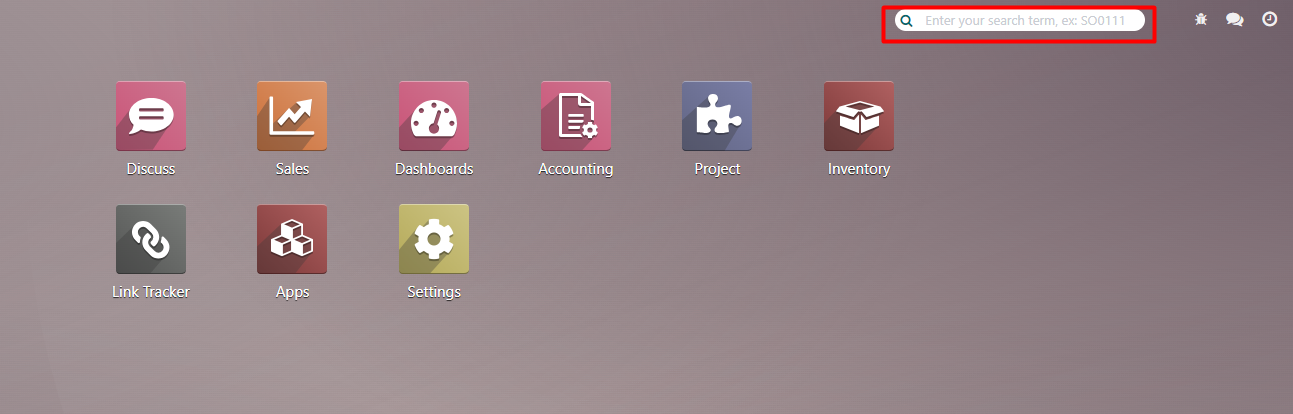 Enter your search term, ex: SO0111
Discuss
Sales
Dashboards
Accounting
Project
Inventory
Link Tracker
Apps
Settings